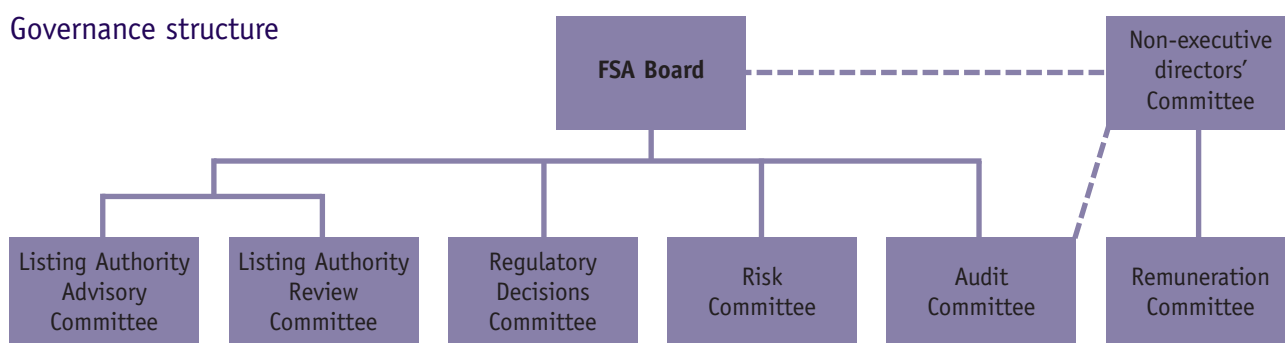 Governance structure
FSA Board
Non-executive
directors’
Committee
Listing Authority
Advisory
Committee
Listing Authority
Review
Committee
Regulatory
Decisions
Committee
Risk
Committee
Audit
Committee
Remuneration
Committee